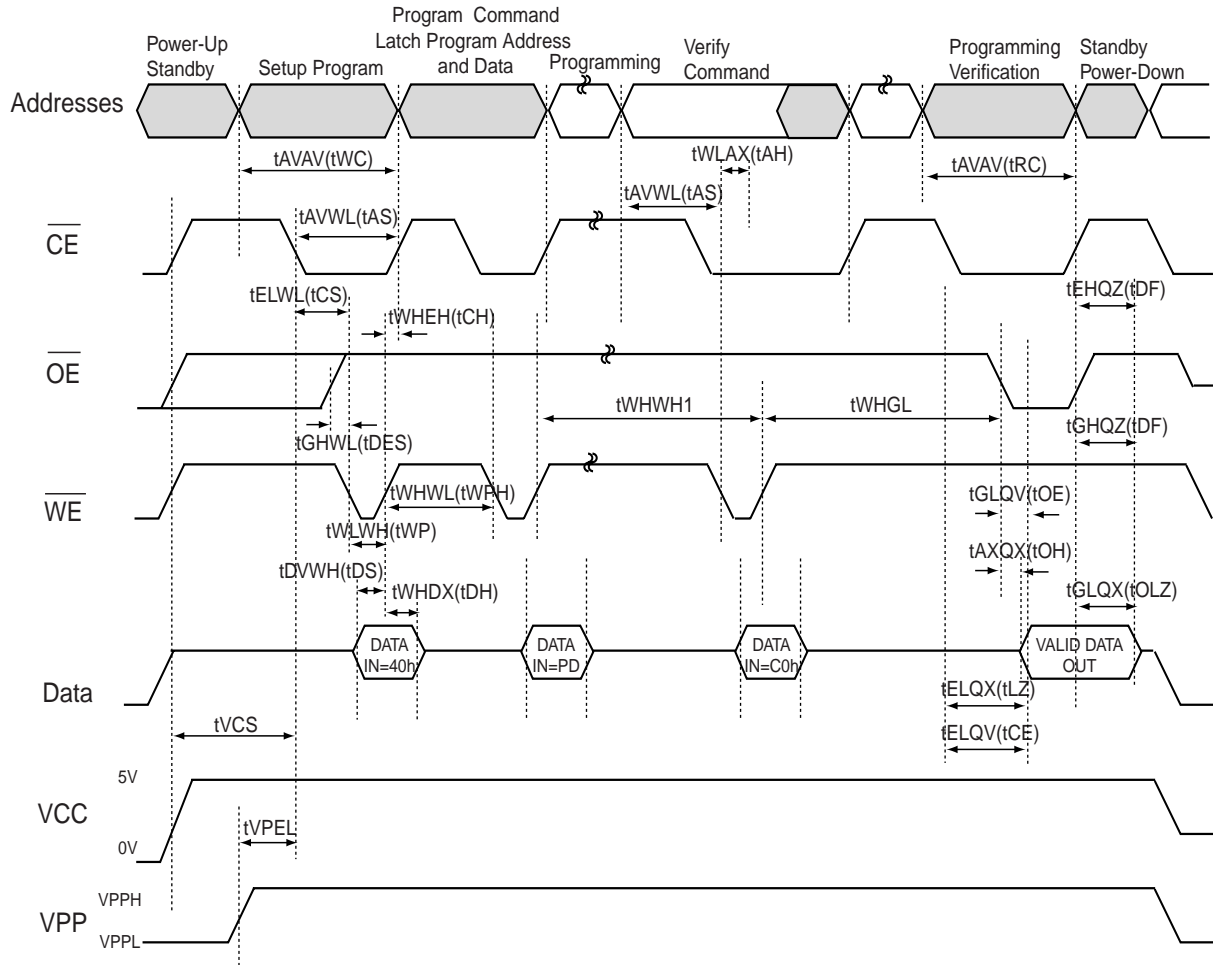 Program Command
Latch Program Address
and Data
Power-Up
Standby
Setup Program
Programming
Verify
Command
Programming
Verification
Standby
Power-Down
Addresses
tWLAX(tAH)
tAVAV(tWC)
tAVAV(tRC)
tAVWL(tAS)
tAVWL(tAS)
CE
tELWL(tCS)
tEHQZ(tDF)
tWHEH(tCH)
OE
tWHWH1
tWHGL
tGHWL(tDES)
tGHQZ(tDF)
tWHWL(tWPH)
tGLQV(tOE)
WE
tWLWH(tWP)
tAXQX(tOH)
tDVWH(tDS)
tWHDX(tDH)
tGLQX(tOLZ)
DATA
IN=40h
DATA
IN=PD
DATA
IN=C0h
VALID DATA
OUT
Data
tELQX(tLZ)
tVCS
tELQV(tCE)
5V
VCC
0V
tVPEL
VPPH
VPP
VPPL